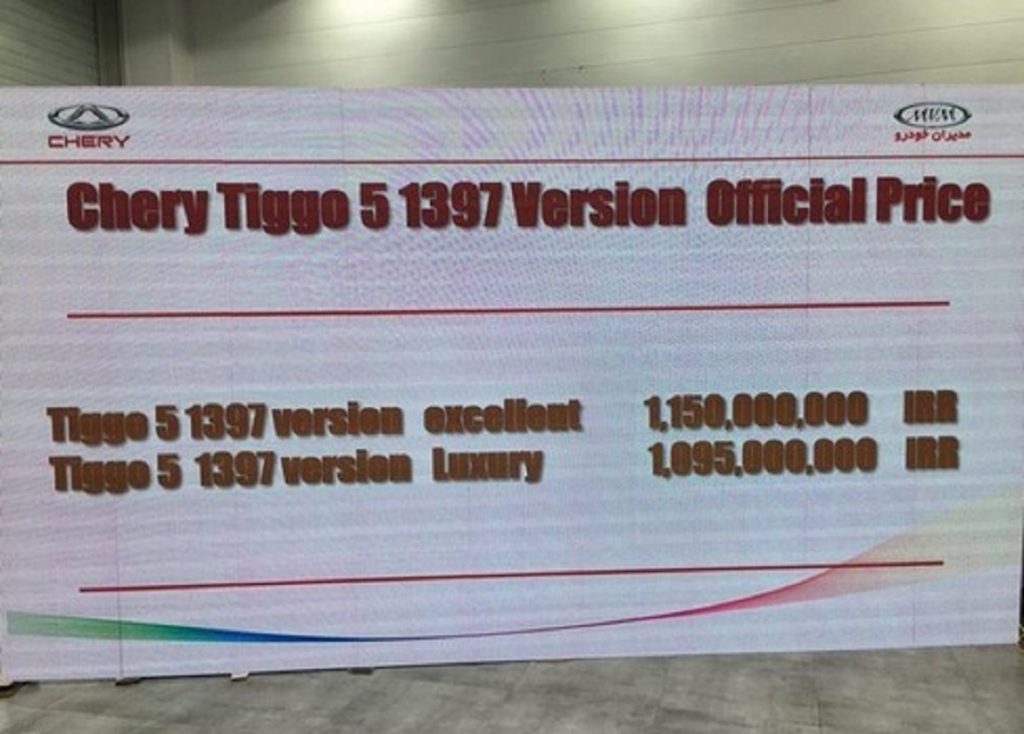 CHERY
MVM
مدیران خودرو
Chery Tiggo 5 1397 Version Official Price
Tiggo 5 1397 version excellent 1,150,000,000 IRR
Tiggo 5 1397 version Luxury 1,095,000,000 IRR